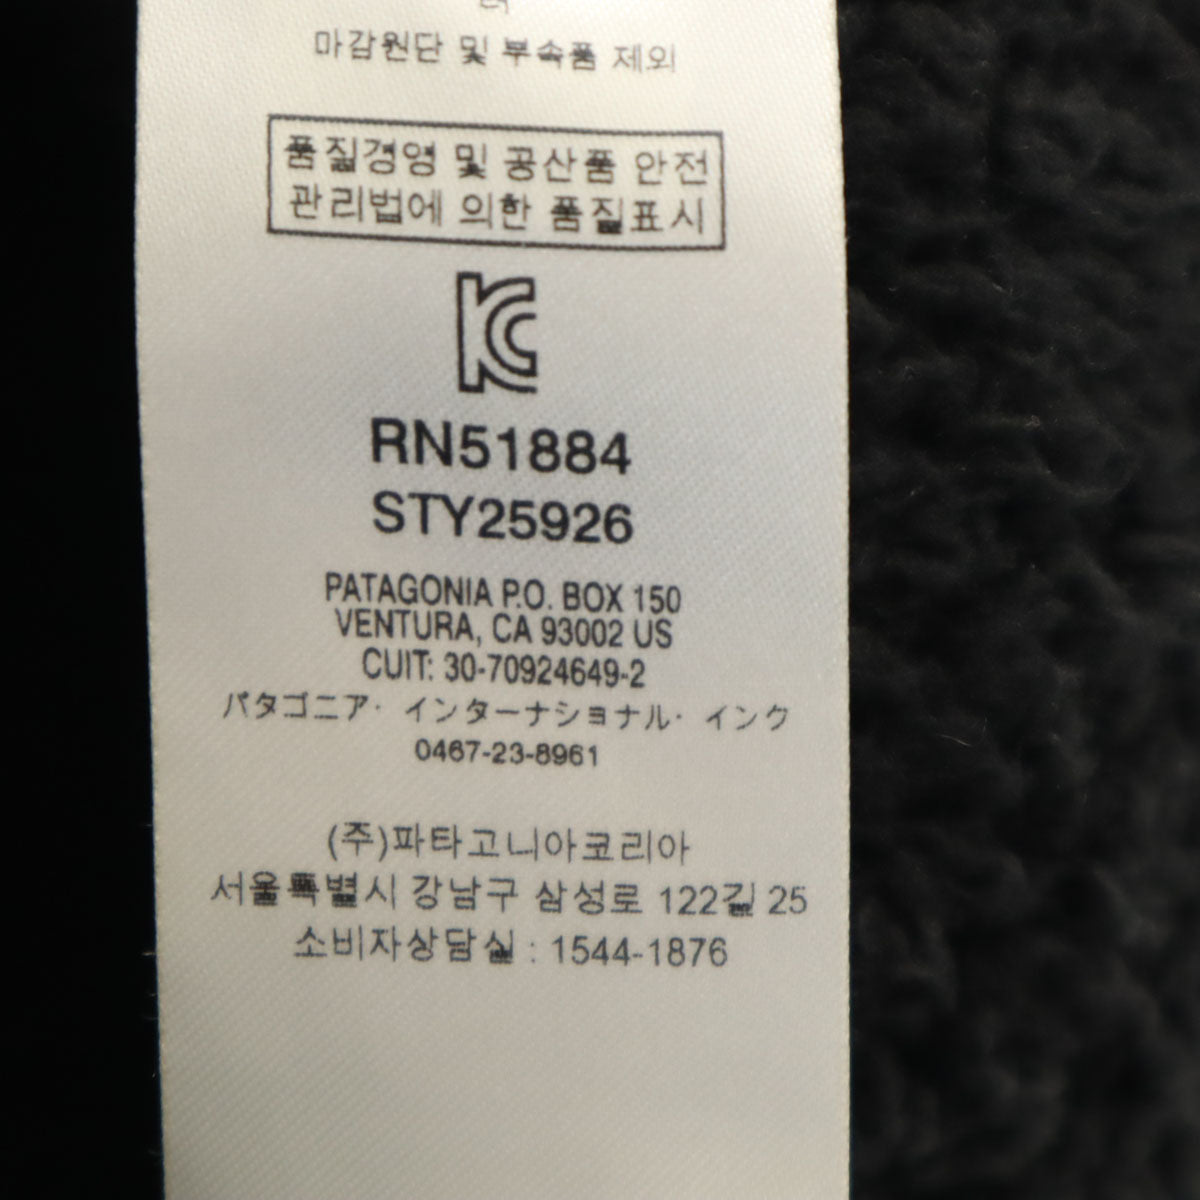 마감원단 및 부속품 제외
품질경영 및 공산품 안전
관리법에 의한 품질표시
KC
RN51884
STY25926
PATAGONIA P.O. BOX 150
VENTURA, CA 93002 US
CUIT: 30-70924649-2
パタゴニア・インターナショナル・インク
0467-23-8961
(주)파타고니아코리아
서울특별시 강남구 삼성로 122길 25
소비자상담실 : 1544-1876